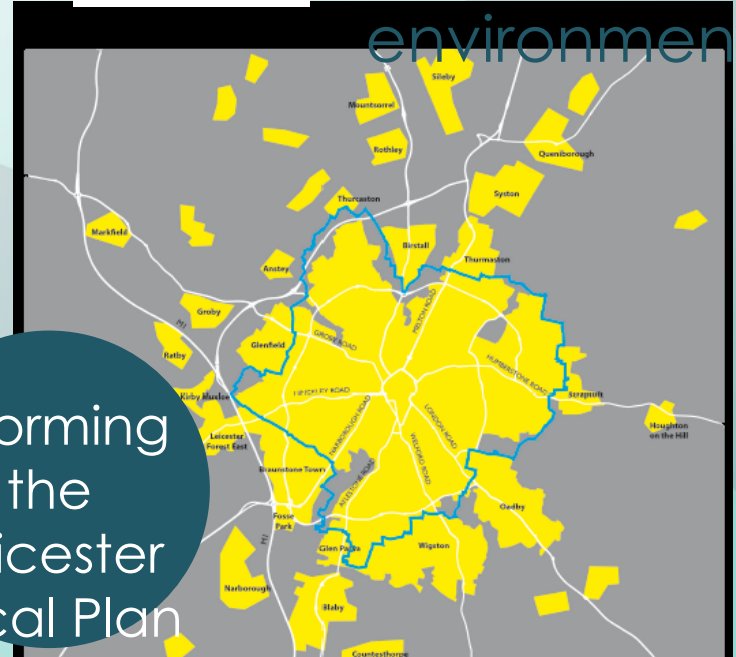 environmen
Sileby
Mountsorrel
Rothley
Queniborough
Syston
Thurcaston
Markfield
Birstall
Thurmaston
Anstey
Groby
M1
MELTON ROAD
GROBY ROAD
Glenfield
Ratby
HUMBERSTONE ROAD
HINCKLEY ROAD
Kirby Muxloe
Scraptoft
Houghton
on the Hill
NARBOROUGH ROAD
LONDON ROAD
Leicester
Forest East
WELFORD ROAD
Braunstone Town
AYLESTONE ROAD
Oadby
Fosse
Park
M1
Glen Parva
Wigston
Narborough
Blaby
Countesthorpe
orming
the
icester
cal Plan